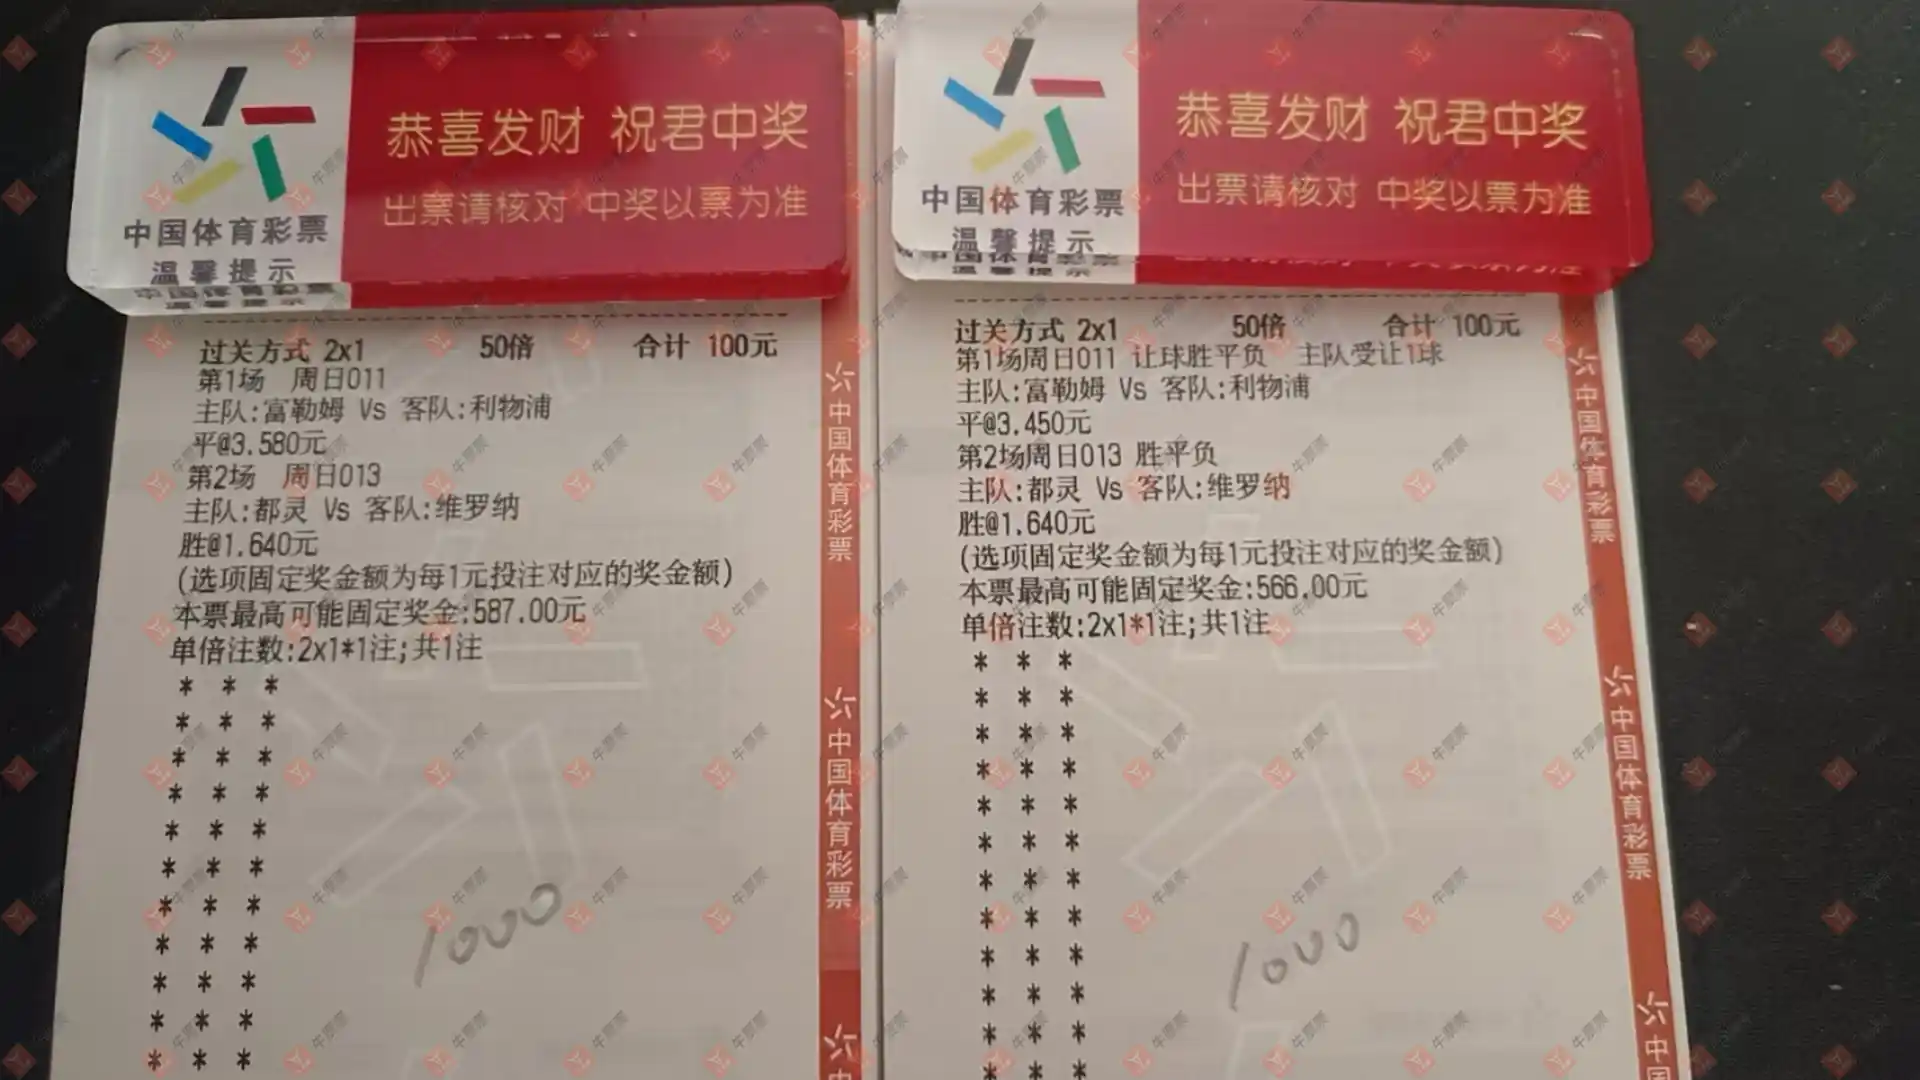 恭喜发财 祝君中奖
出票请核对 中奖以票为准
中国体育彩票
温馨提示
过关方式 2x1 50倍 合计 100元
第1场 周日011
主队:富勒姆 Vs 客队:利物浦
平@3.580元
第2场 周日013
主队:都灵 Vs 客队:维罗纳
胜@1.640元
(选项固定奖金额为每1元投注对应的奖金额)
本票最高可能固定奖金:587.00元
单倍注数:2x1*1注;共1注
* * *
* * *
* * *
* * *
* * *
* * *
* * *
* * *
* * *
* * *
* * *
1000
中国体育彩票
中国体育彩票
恭喜发财 祝君中奖
出票请核对 中奖以票为准
中国体育彩票
温馨提示
过关方式 2x1 50倍 合计 100元
第1场周日011 让球胜平负 主队受让1球
主队:富勒姆 Vs 客队:利物浦
平@3.450元
第2场周日013 胜平负
主队:都灵 Vs 客队:维罗纳
胜@1.640元
(选项固定奖金额为每1元投注对应的奖金额)
本票最高可能固定奖金:566.00元
单倍注数:2x1*1注;共1注
* * *
* * *
* * *
* * *
* * *
* * *
* * *
* * *
* * *
* * *
* * *
* * *
1000
中国体育彩票
中国体育彩票